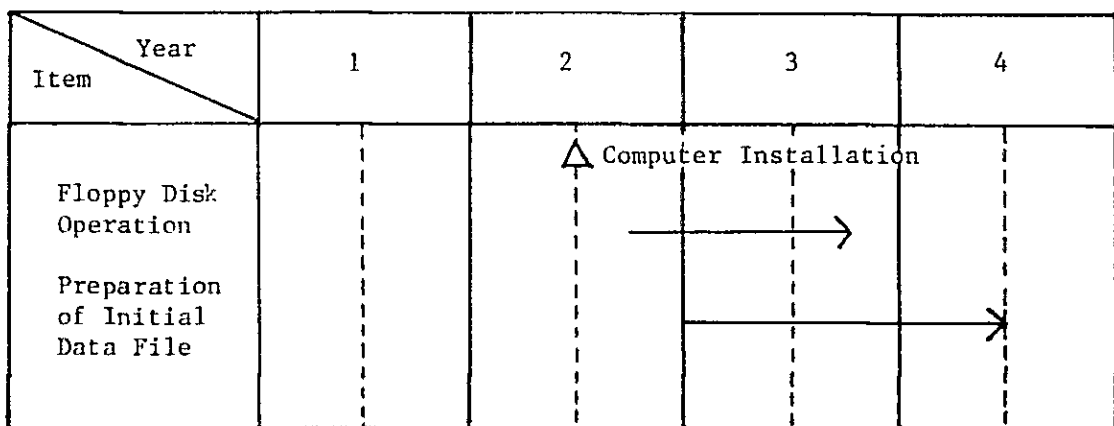 Year
Item
1
2
3
4
Computer Installation
Floppy Disk
Operation
Preparation
of Initial
Data File